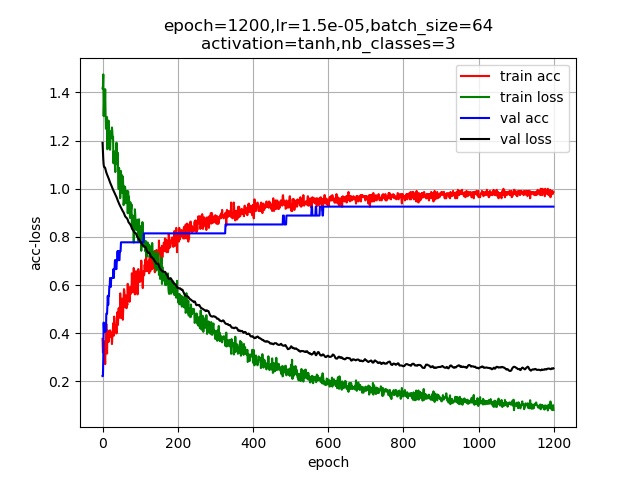 epoch=1200,lr=1.5e-05,batch_size=64
activation=tanh,nb_classes=3
train acc
train loss
val acc
val loss
1.4
1.2
1.0
0.8
0.6
0.4
0.2
acc-loss
0
200
400
600
800
1000
1200
epoch